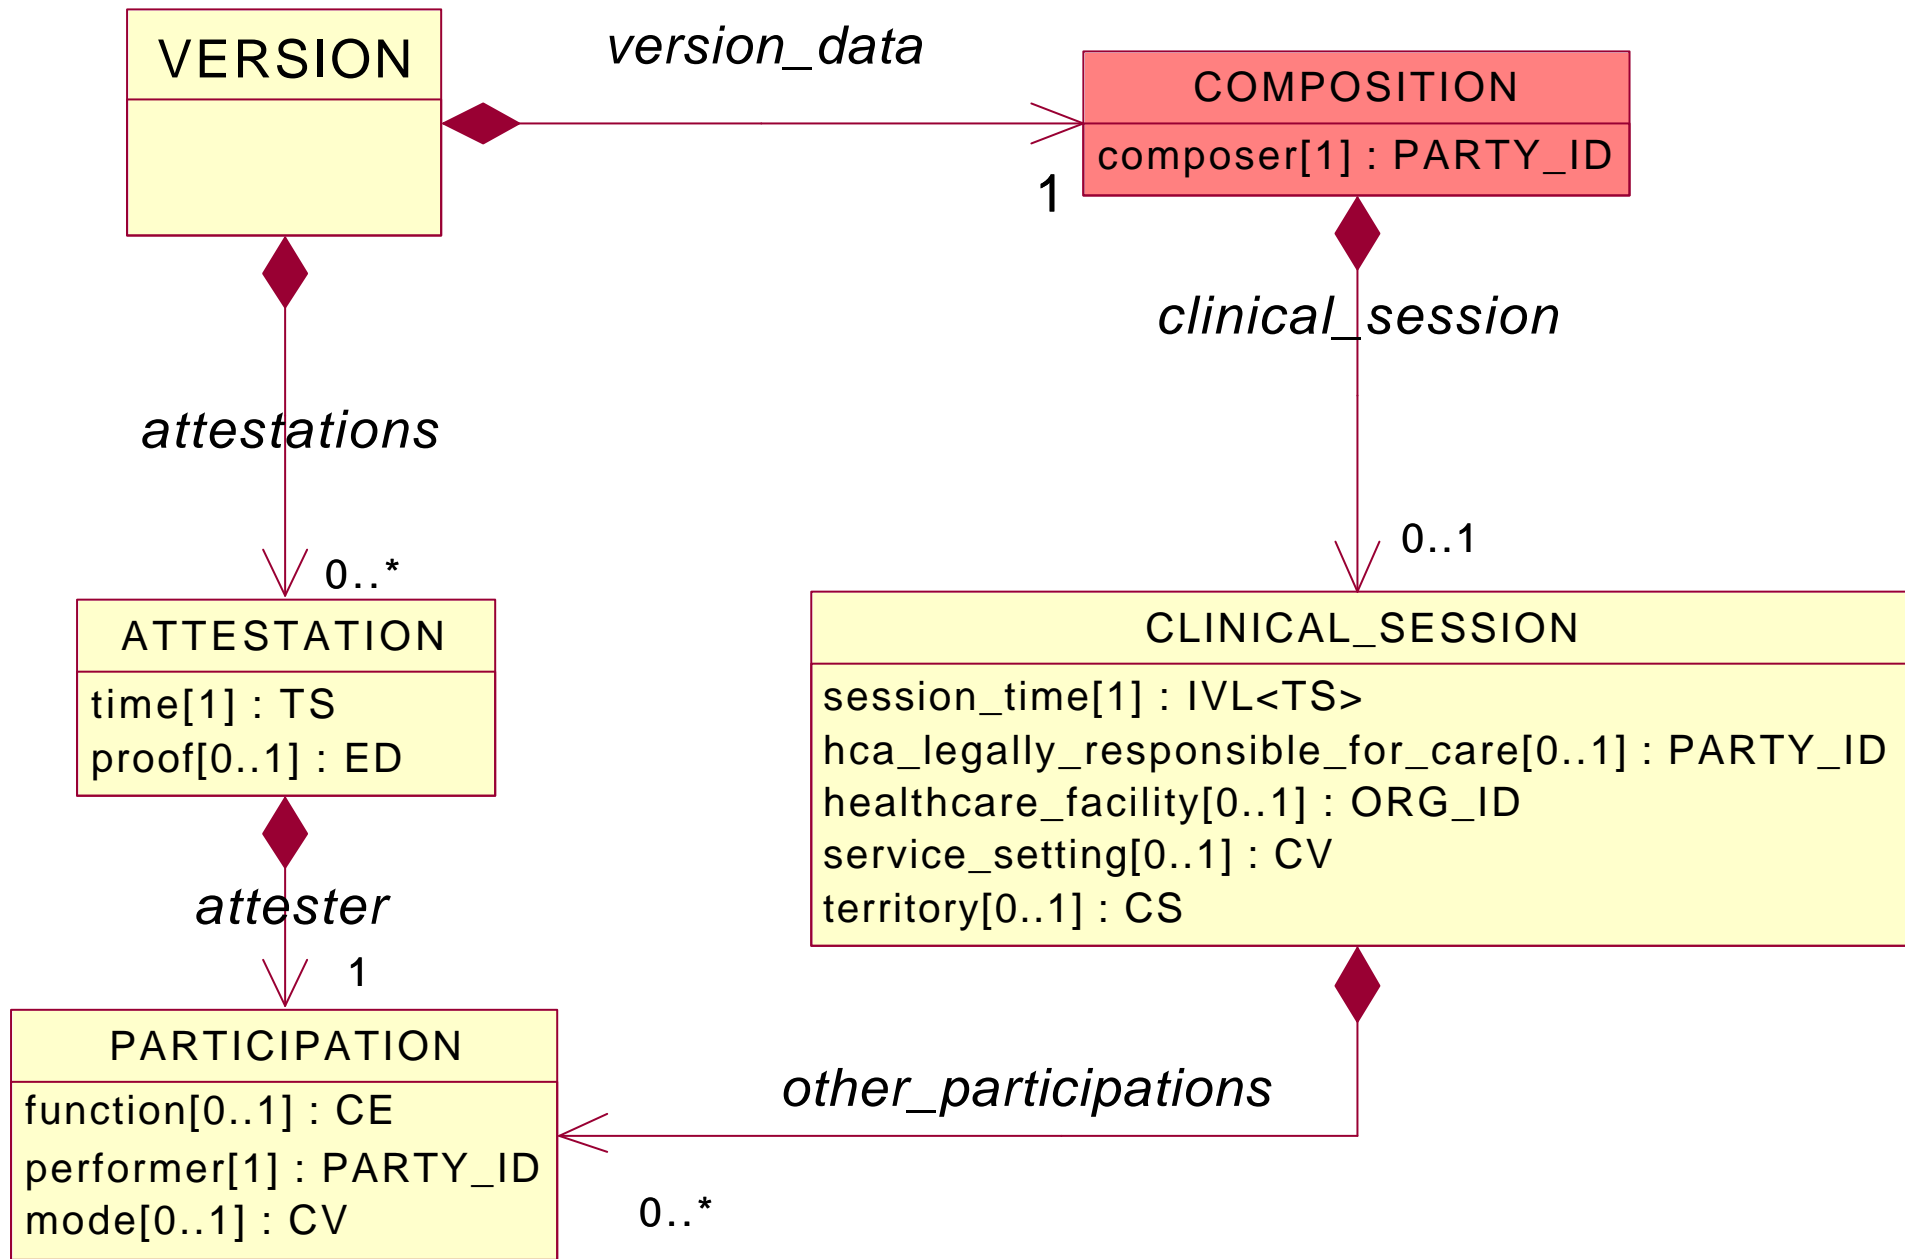 VERSION
version_data
1
COMPOSITION
composer[1] : PARTY_ID
clinical_session
0..1
attestations
0..*
ATTESTATION
time[1] : TS
proof[0..1] : ED
CLINICAL_SESSION
session_time[1] : IVL<TS>
hca_legally_responsible_for_care[0..1] : PARTY_ID
healthcare_facility[0..1] : ORG_ID
service_setting[0..1] : CV
territory[0..1] : CS
attester
1
PARTICIPATION
function[0..1] : CE
performer[1] : PARTY_ID
mode[0..1] : CV
other_participations
0..*